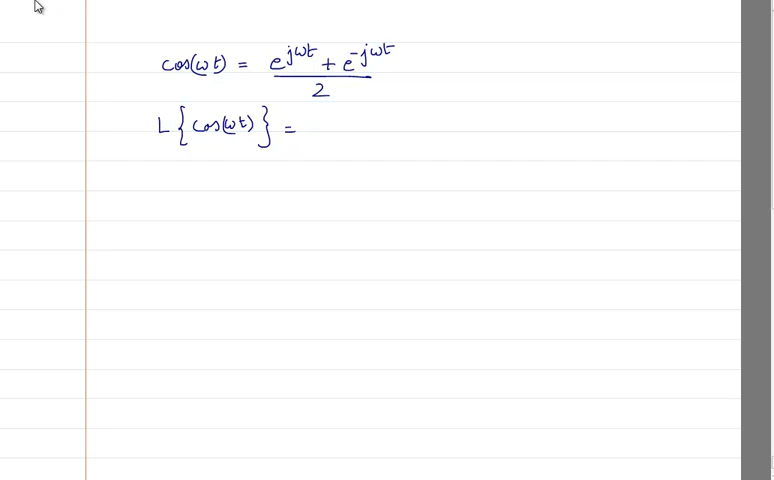 cos(ωt) = (e^{jωt} + e^{-jωt})/2
L{cos(ωt)} =